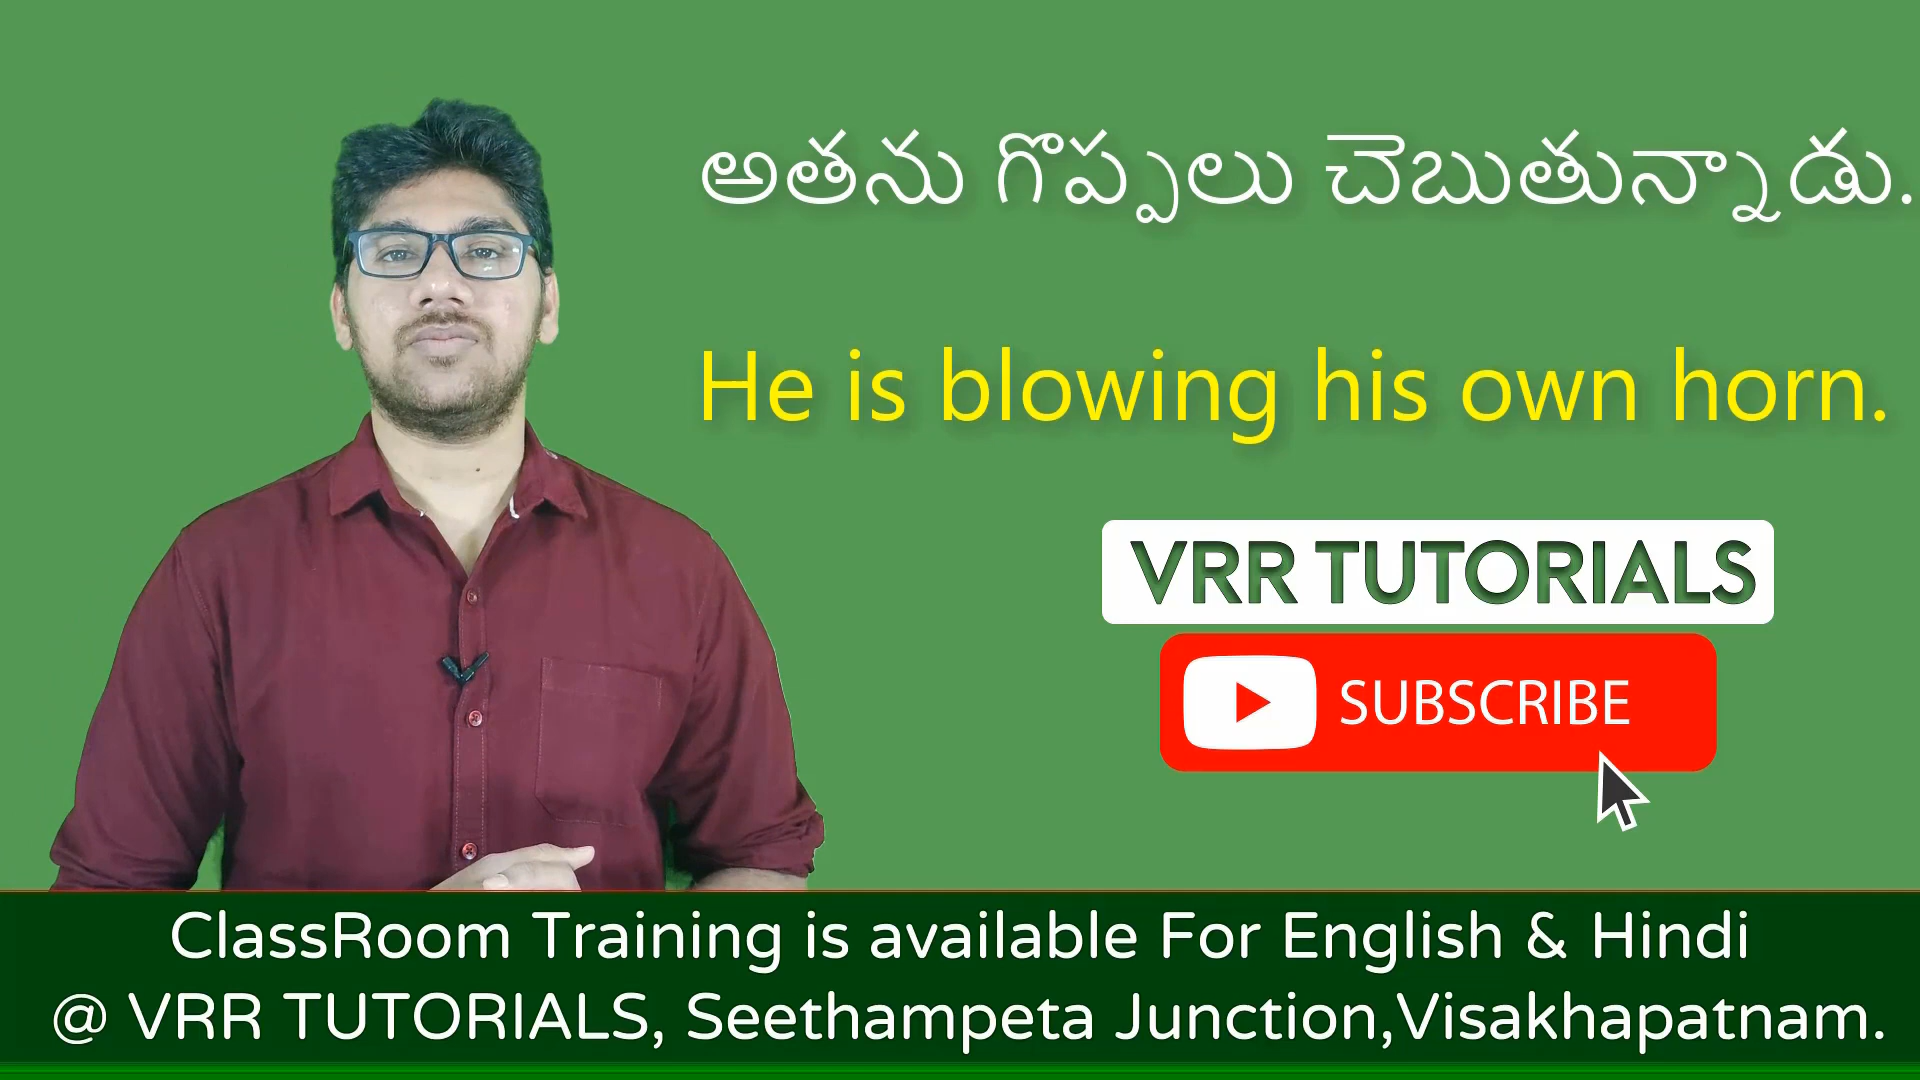 అతను గొప్పలు చెబుతున్నాడు.
He is blowing his own horn.
VRR TUTORIALS
SUBSCRIBE
ClassRoom Training is available For English & Hindi
@ VRR TUTORIALS, Seethampeta Junction,Visakhapatnam.